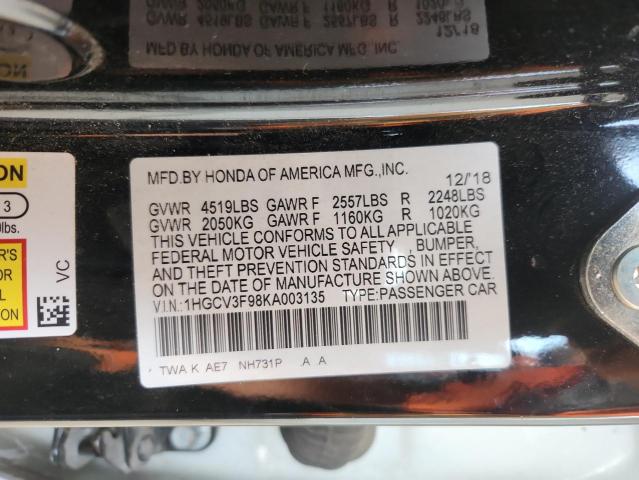 MFD.BY HONDA OF AMERICA MFG.,INC.
12/'18
GVWR 4519LBS GAWR F 2557LBS R 2248LBS
GVWR 2050KG GAWR F 1160KG R 1020KG
THIS VEHICLE CONFORMS TO ALL APPLICABLE
FEDERAL MOTOR VEHICLE SAFETY , BUMPER,
AND THEFT PREVENTION STANDARDS IN EFFECT
ON THE DATE OF MANUFACTURE SHOWN ABOVE.
V.I.N.:1HGCV3F98KA003135 TYPE:PASSENGER CAR
TWA K AE7 NH731P A A
ON
3
lbs.
R'S
OR
VC